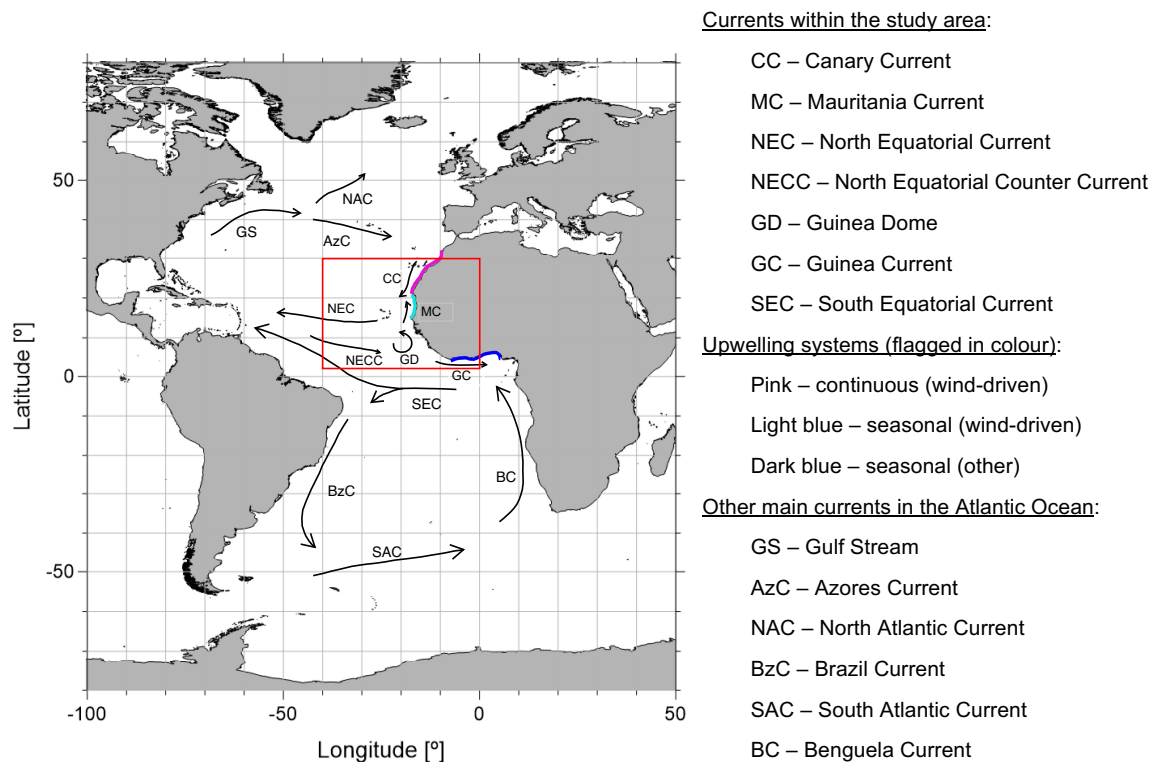 Currents within the study area:
CC – Canary Current
MC – Mauritania Current
NEC – North Equatorial Current
NECC – North Equatorial Counter Current
GD – Guinea Dome
GC – Guinea Current
SEC – South Equatorial Current
Upwelling systems (flagged in colour):
Pink – continuous (wind-driven)
Light blue – seasonal (wind-driven)
Dark blue – seasonal (other)
Other main currents in the Atlantic Ocean:
GS – Gulf Stream
AzC – Azores Current
NAC – North Atlantic Current
BzC – Brazil Current
SAC – South Atlantic Current
BC – Benguela Current
Latitude [º]
50
0
-50
-100
-50
0
50
Longitude [º]
NAC
GS
AzC
CC
NEC
MC
NECC
GD
GC
SEC
BzC
BC
SAC